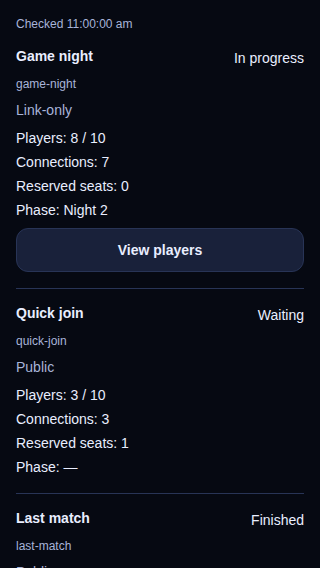 Checked 11:00:00 am
Game night
In progress
game-night
Link-only
Players: 8 / 10
Connections: 7
Reserved seats: 0
Phase: Night 2
View players
Quick join
Waiting
quick-join
Public
Players: 3 / 10
Connections: 3
Reserved seats: 1
Phase: —
Last match
Finished
last-match